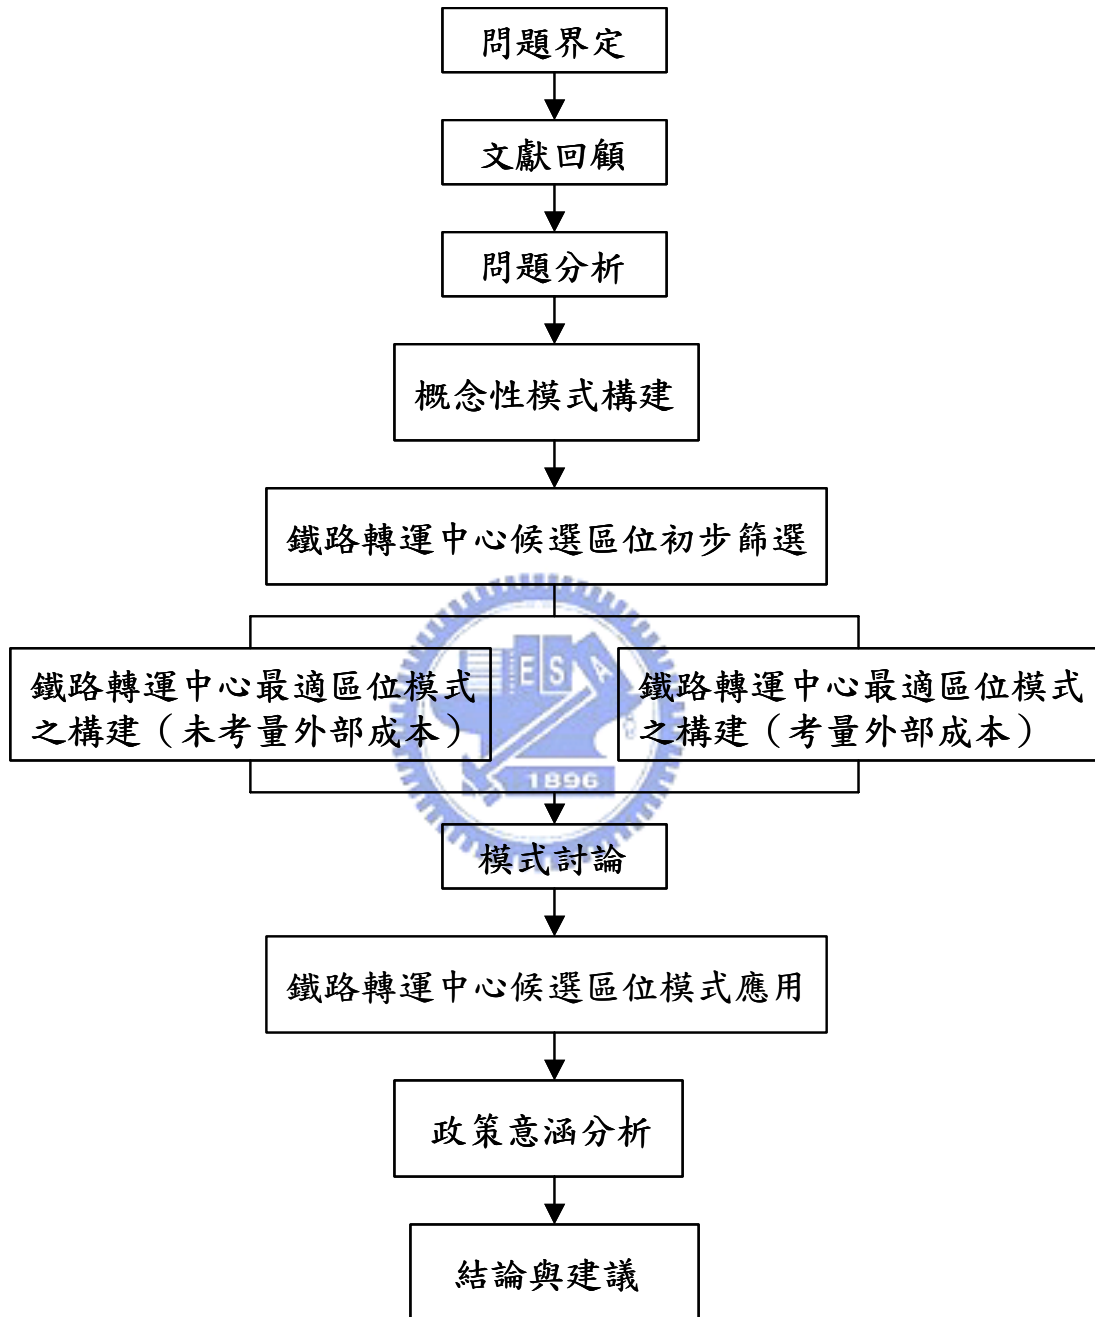 問題界定
文獻回顧
問題分析
概念性模式構建
鐵路轉運中心候選區位初步篩選
鐵路轉運中心最適區位模式
之構建（未考量外部成本）
鐵路轉運中心最適區位模式
之構建（考量外部成本）
E S A
1896
模式討論
鐵路轉運中心候選區位模式應用
政策意涵分析
結論與建議